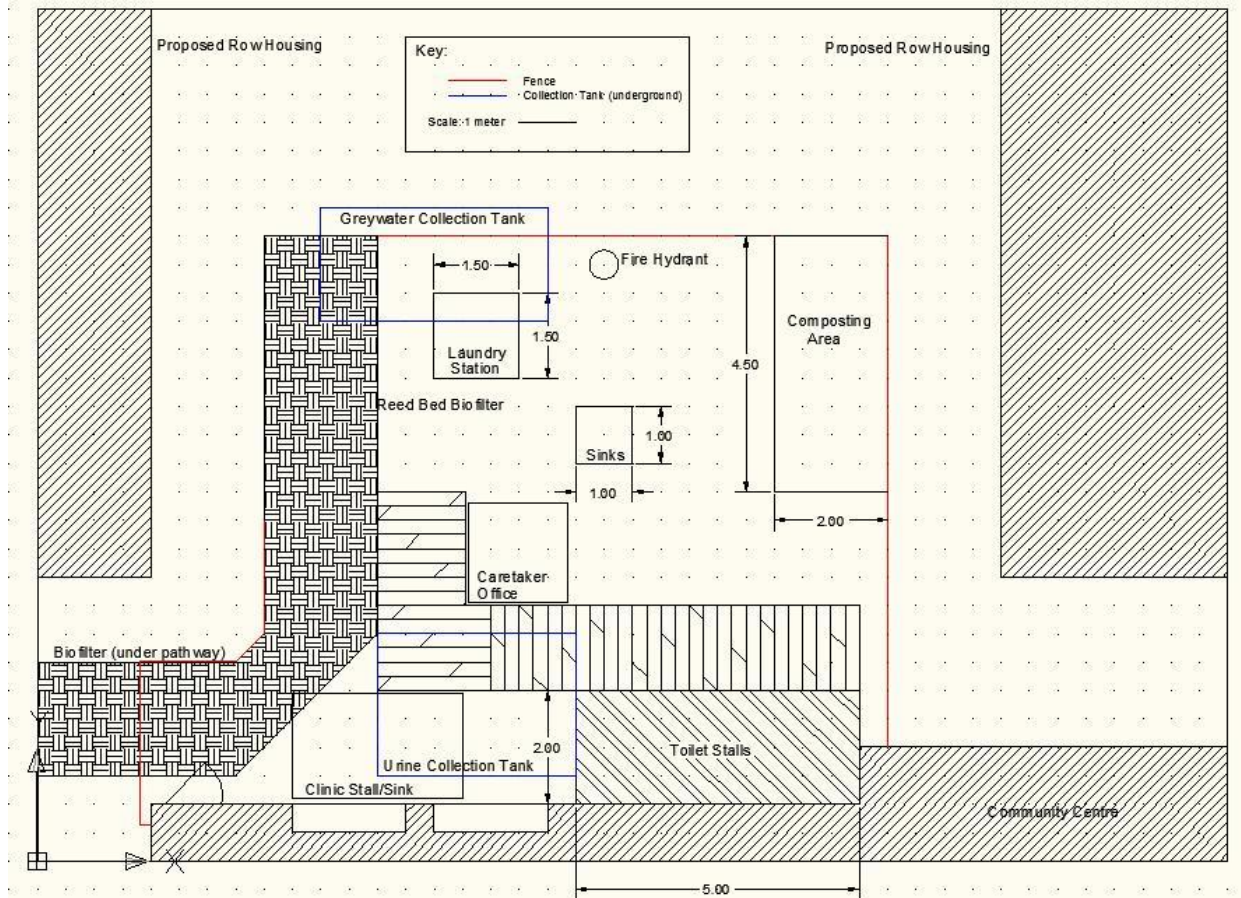 Proposed Row Housing
Proposed Row Housing
Key:
Fence
Collection Tank (underground)
Scale: 1 meter
Greywater Collection Tank
Fire Hydrant
1.50
1.50
Laundry
Station
Composting
Area
4.50
Reed Bed Biofilter
1.00
Sinks
1.00
2.00
Caretaker
Office
Biofilter (under pathway)
Y
2.00
Toilet Stalls
Urine Collection Tank
Clinic Stall/Sink
Community Centre
X
5.00